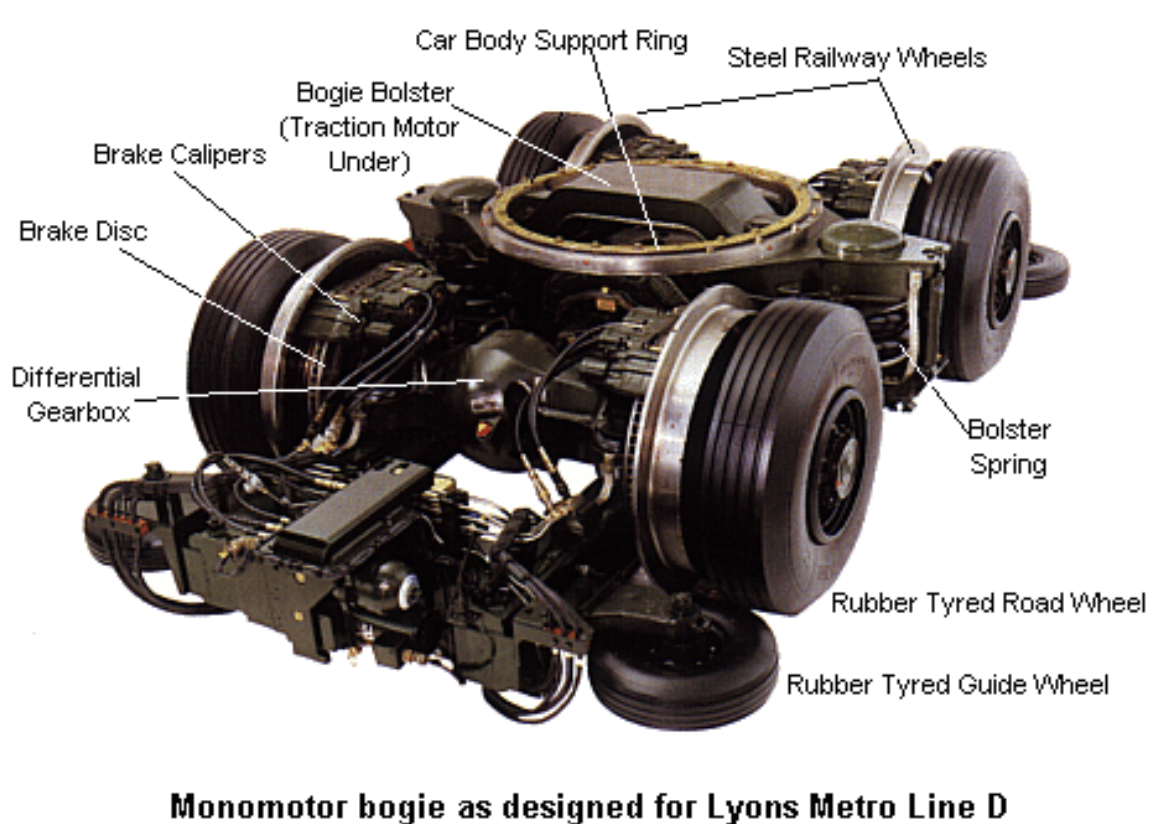 Car Body Support Ring
Steel Railway Wheels
Bogie Bolster
(Traction Motor
Under)
Brake Calipers
Brake Disc
Differential
Gearbox
Bolster
Spring
Rubber Tyred Road Wheel
Rubber Tyred Guide Wheel
Monomotor bogie as designed for Lyons Metro Line D